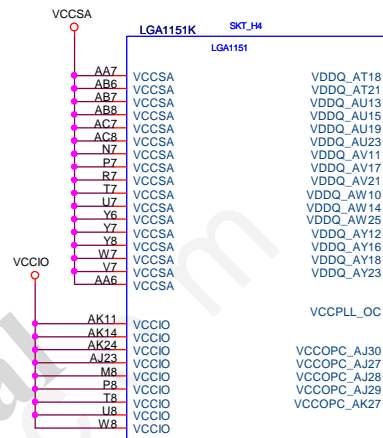 VCCSA
LGA1151K SKT_H4
LGA1151
AA7 VCCSA VDDQ_AT18
AB6 VCCSA VDDQ_AT21
AB7 VCCSA VDDQ_AU13
AB8 VCCSA VDDQ_AU15
AC7 VCCSA VDDQ_AU19
AC8 VCCSA VDDQ_AU23
N7 VCCSA VDDQ_AV11
P7 VCCSA VDDQ_AV17
R7 VCCSA VDDQ_AV21
T7 VCCSA VDDQ_AW10
U7 VCCSA VDDQ_AW14
Y6 VCCSA VDDQ_AW25
Y7 VCCSA VDDQ_AY12
Y8 VCCSA VDDQ_AY16
W7 VCCSA VDDQ_AY18
V7 VCCSA VDDQ_AY23
AA6 VCCSA
VCCIO
VCCPLL_OC
AK11 VCCIO
AK14 VCCIO
AK24 VCCIO VCCOPC_AJ30
AJ23 VCCIO VCCOPC_AJ27
M8 VCCIO VCCOPC_AJ28
P8 VCCIO VCCOPC_AJ29
T8 VCCIO VCCOPC_AK27
U8 VCCIO
W8 VCCIO